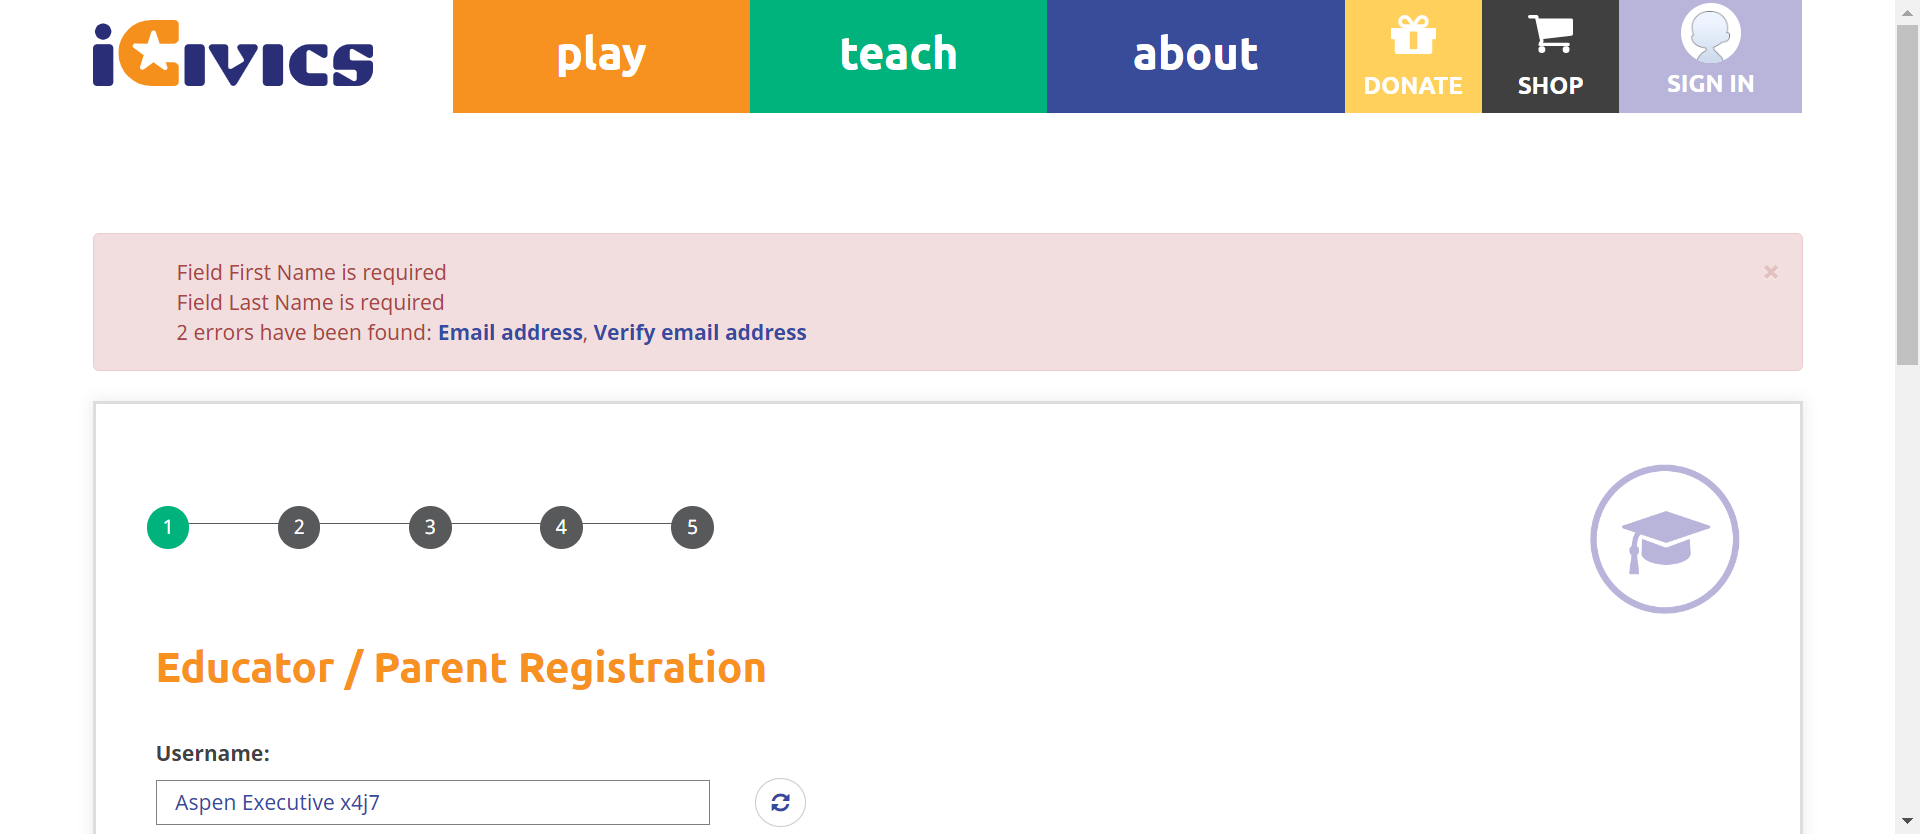 iCivics
play
teach
about
DONATE
SHOP
SIGN IN
Field First Name is required
×
Field Last Name is required
2 errors have been found: Email address, Verify email address
1
2
3
4
5
Educator / Parent Registration
Username:
Aspen Executive x4j7